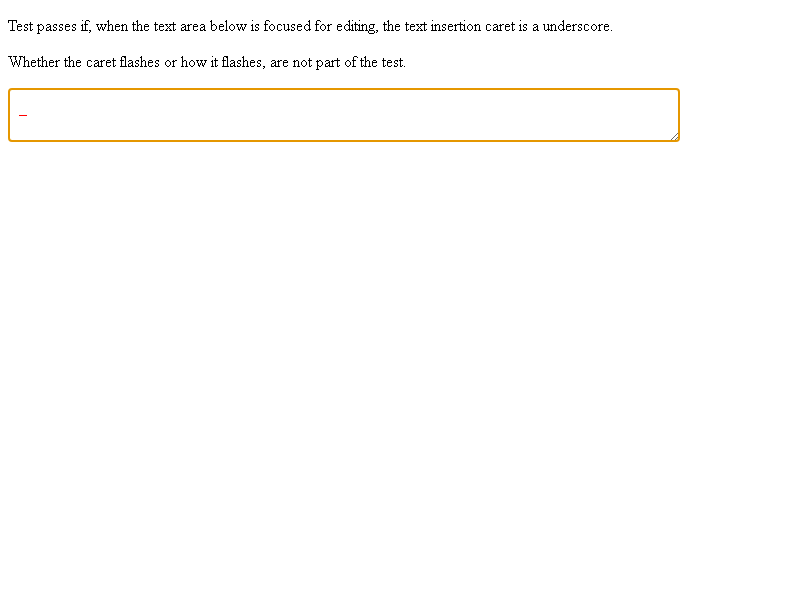 Test passes if, when the text area below is focused for editing, the text insertion caret is a underscore.
Whether the caret flashes or how it flashes, are not part of the test.